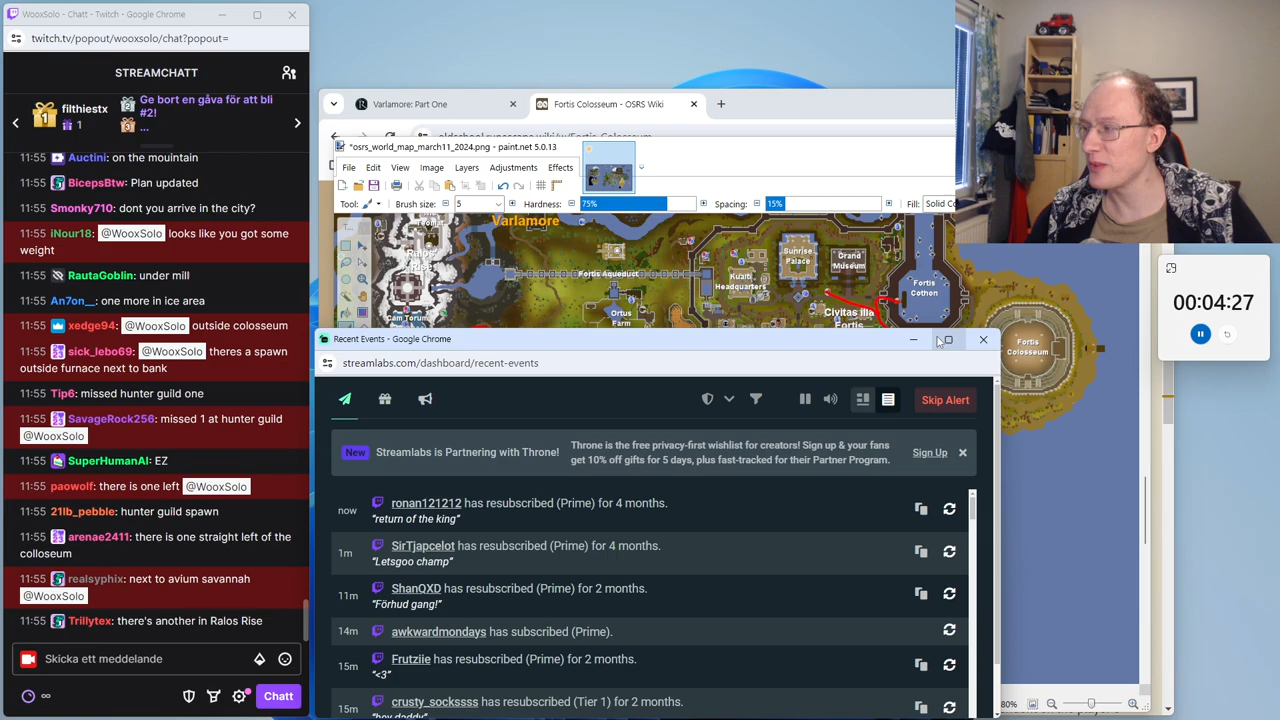 WooxSolo - Chatt - Twitch - Google Chrome
twitch.tv/popout/wooxsolo/chat?popout=
STREAMCHATT
filthiestx
1
2
3
Ge bort en gåva för att bli
#2!
...
11:55 Auctini: on the mountain
11:55 BicepsBtw: Plan updated
11:55 Smonky710: dont you arrive in the city?
11:55 iNour18: @WooxSolo looks like you got some
weight
11:55 RautaGoblin: under mill
11:55 An7on__: one more in ice area
11:55 xedge94: @WooxSolo outside colosseum
11:55 sick_lebo69: @WooxSolo theres a spawn
outside furnace next to bank
11:55 Tip6: missed hunter guild one
11:55 SavageRock256: missed 1 at hunter guild
@WooxSolo
11:55 SuperHumanAI: EZ
11:55 paowolf: there is one left @WooxSolo
11:55 21lb_pebble: hunter guild spawn
11:55 arenae2411: there is one straight left of the
colloseum
11:55 realsyphix: next to avium savannah
@WooxSolo
11:55 Trillytex: there's another in Ralos Rise
Skicka ett meddelande
Chatt
Varlamore: Part One
Fortis Colosseum - OSRS Wiki
*osrs_world_map_march11_2024.png - paint.net 5.0.13
File Edit View Image Layers Adjustments Effects
Tool: Brush size: 5 Hardness: 75% Spacing: 15% Fill: Solid Co
Varlamore
Ralos
Rise
Fortis Aqueduct
Ortus
Farm
Kualti
Headquarters
Sunrise
Palace
Grand
Museum
Civitas illa
Fortis
Fortis
Cothon
Fortis
Colosseum
00:04:27
Recent Events - Google Chrome
streamlabs.com/dashboard/recent-events
Skip Alert
New Streamlabs is Partnering with Throne!
Throne is the free privacy-first wishlist for creators! Sign up & your fans
get 10% off gifts for 5 days, plus fast-tracked for their Partner Program.
Sign Up
now ronan121212 has resubscribed (Prime) for 4 months.
"return of the king"
1m SirTjapcelot has resubscribed (Prime) for 4 months.
"Letsgoo champ"
11m ShanQXD has resubscribed (Prime) for 2 months.
"Förhud gang!"
14m awkwardmondays has subscribed (Prime).
15m Frutziie has resubscribed (Prime) for 2 months.
"<3"
15m crusty_sockssss has resubscribed (Tier 1) for 2 months.
"hey daddy"
80%